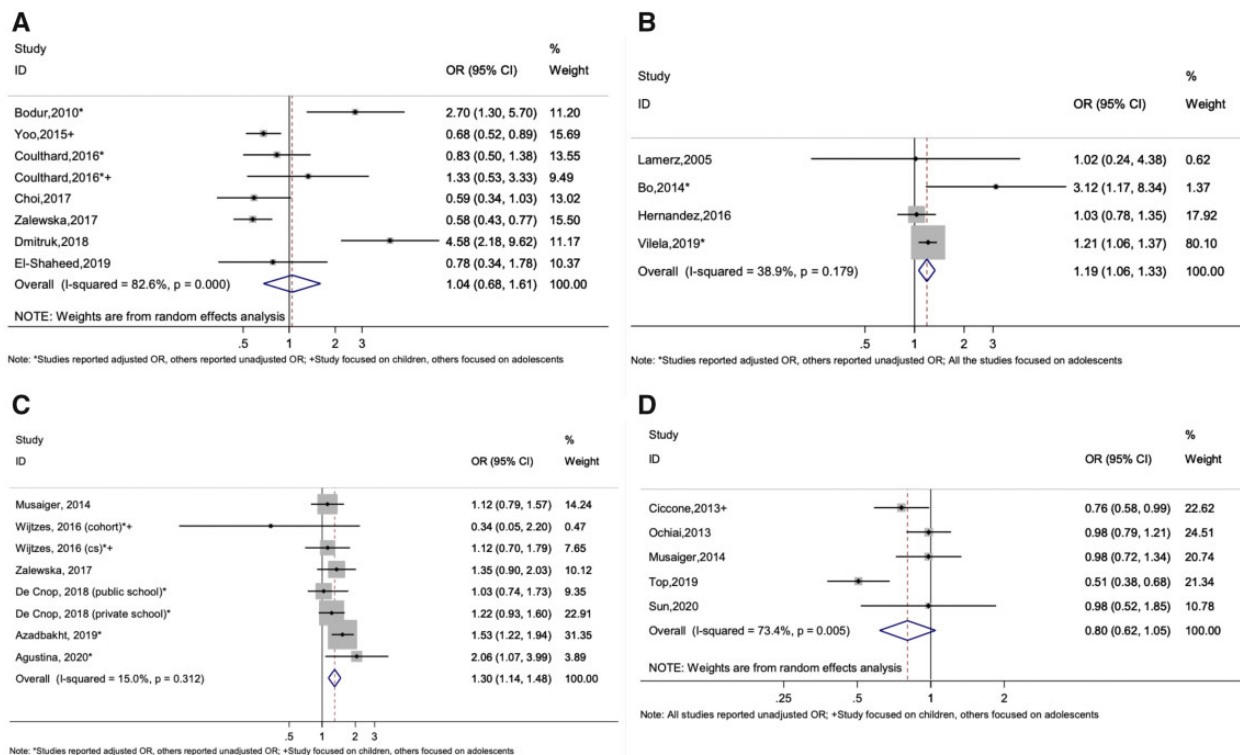 A
Study %
ID OR (95% CI) Weight
Bodur,2010* 2.70 (1.30, 5.70) 11.20
Yoo,2015+ 0.68 (0.52, 0.89) 15.69
Coulthard,2016* 0.83 (0.50, 1.38) 13.55
Coulthard,2016*+ 1.33 (0.53, 3.33) 9.49
Choi,2017 0.59 (0.34, 1.03) 13.02
Zalewska,2017 0.58 (0.43, 0.77) 15.50
Dmitruk,2018 4.58 (2.18, 9.62) 11.17
El-Shaheed,2019 0.78 (0.34, 1.78) 10.37
Overall (I-squared = 82.6%, p = 0.000) 1.04 (0.68, 1.61) 100.00
NOTE: Weights are from random effects analysis
.5 1 2 3
Note: *Studies reported adjusted OR, others reported unadjusted OR; +Study focused on children, others focused on adolescents
B
Study %
ID OR (95% CI) Weight
Lamerz,2005 1.02 (0.24, 4.38) 0.62
Bo,2014* 3.12 (1.17, 8.34) 1.37
Hernandez,2016 1.03 (0.78, 1.35) 17.92
Vilela,2019* 1.21 (1.06, 1.37) 80.10
Overall (I-squared = 38.9%, p = 0.179) 1.19 (1.06, 1.33) 100.00
.5 1 2 3
Note: *Studies reported adjusted OR, others reported unadjusted OR; All the studies focused on adolescents
C
Study %
ID OR (95% CI) Weight
Musaiger, 2014 1.12 (0.79, 1.57) 14.24
Wijtzes, 2016 (cohort)*+ 0.34 (0.05, 2.20) 0.47
Wijtzes, 2016 (cs)*+ 1.12 (0.70, 1.79) 7.65
Zalewska, 2017 1.35 (0.90, 2.03) 10.12
De Cnop, 2018 (public school)* 1.03 (0.74, 1.73) 9.35
De Cnop, 2018 (private school)* 1.22 (0.93, 1.60) 22.91
Azadbakht, 2019* 1.53 (1.22, 1.94) 31.35
Agustina, 2020* 2.06 (1.07, 3.99) 3.89
Overall (I-squared = 15.0%, p = 0.312) 1.30 (1.14, 1.48) 100.00
.5 1 2 3
Note: *Studies reported adjusted OR, others reported unadjusted OR; +Study focused on children, others focused on adolescents
D
Study %
ID OR (95% CI) Weight
Ciccone,2013+ 0.76 (0.58, 0.99) 22.62
Ochiai,2013 0.98 (0.79, 1.21) 24.51
Musaiger,2014 0.98 (0.72, 1.34) 20.74
Top,2019 0.51 (0.38, 0.68) 21.34
Sun,2020 0.98 (0.52, 1.85) 10.78
Overall (I-squared = 73.4%, p = 0.005) 0.80 (0.62, 1.05) 100.00
NOTE: Weights are from random effects analysis
.25 .5 1 2
Note: All studies reported unadjusted OR; +Study focused on children, others focused on adolescents